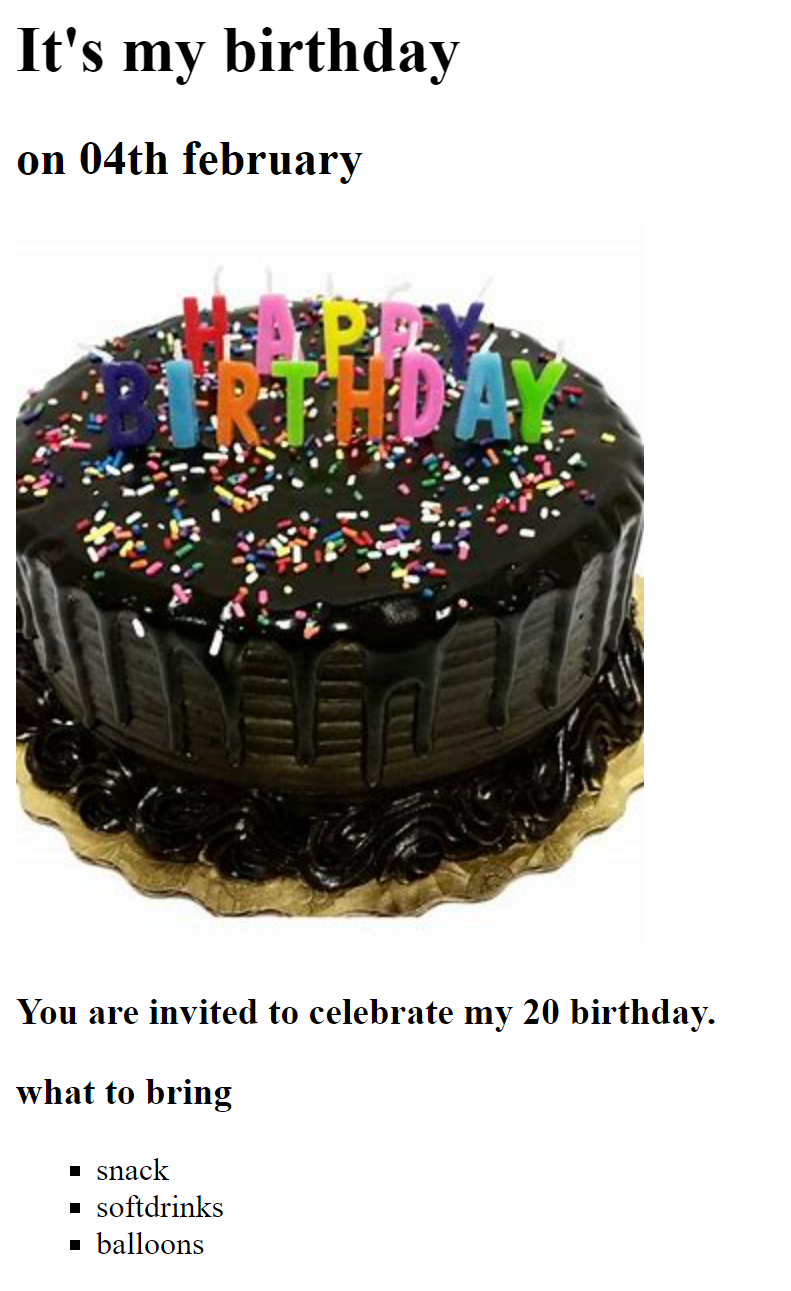 It's my birthday
on 04th february
HAPPY
BIRTHDAY
You are invited to celebrate my 20 birthday.
what to bring
snack
softdrinks
balloons